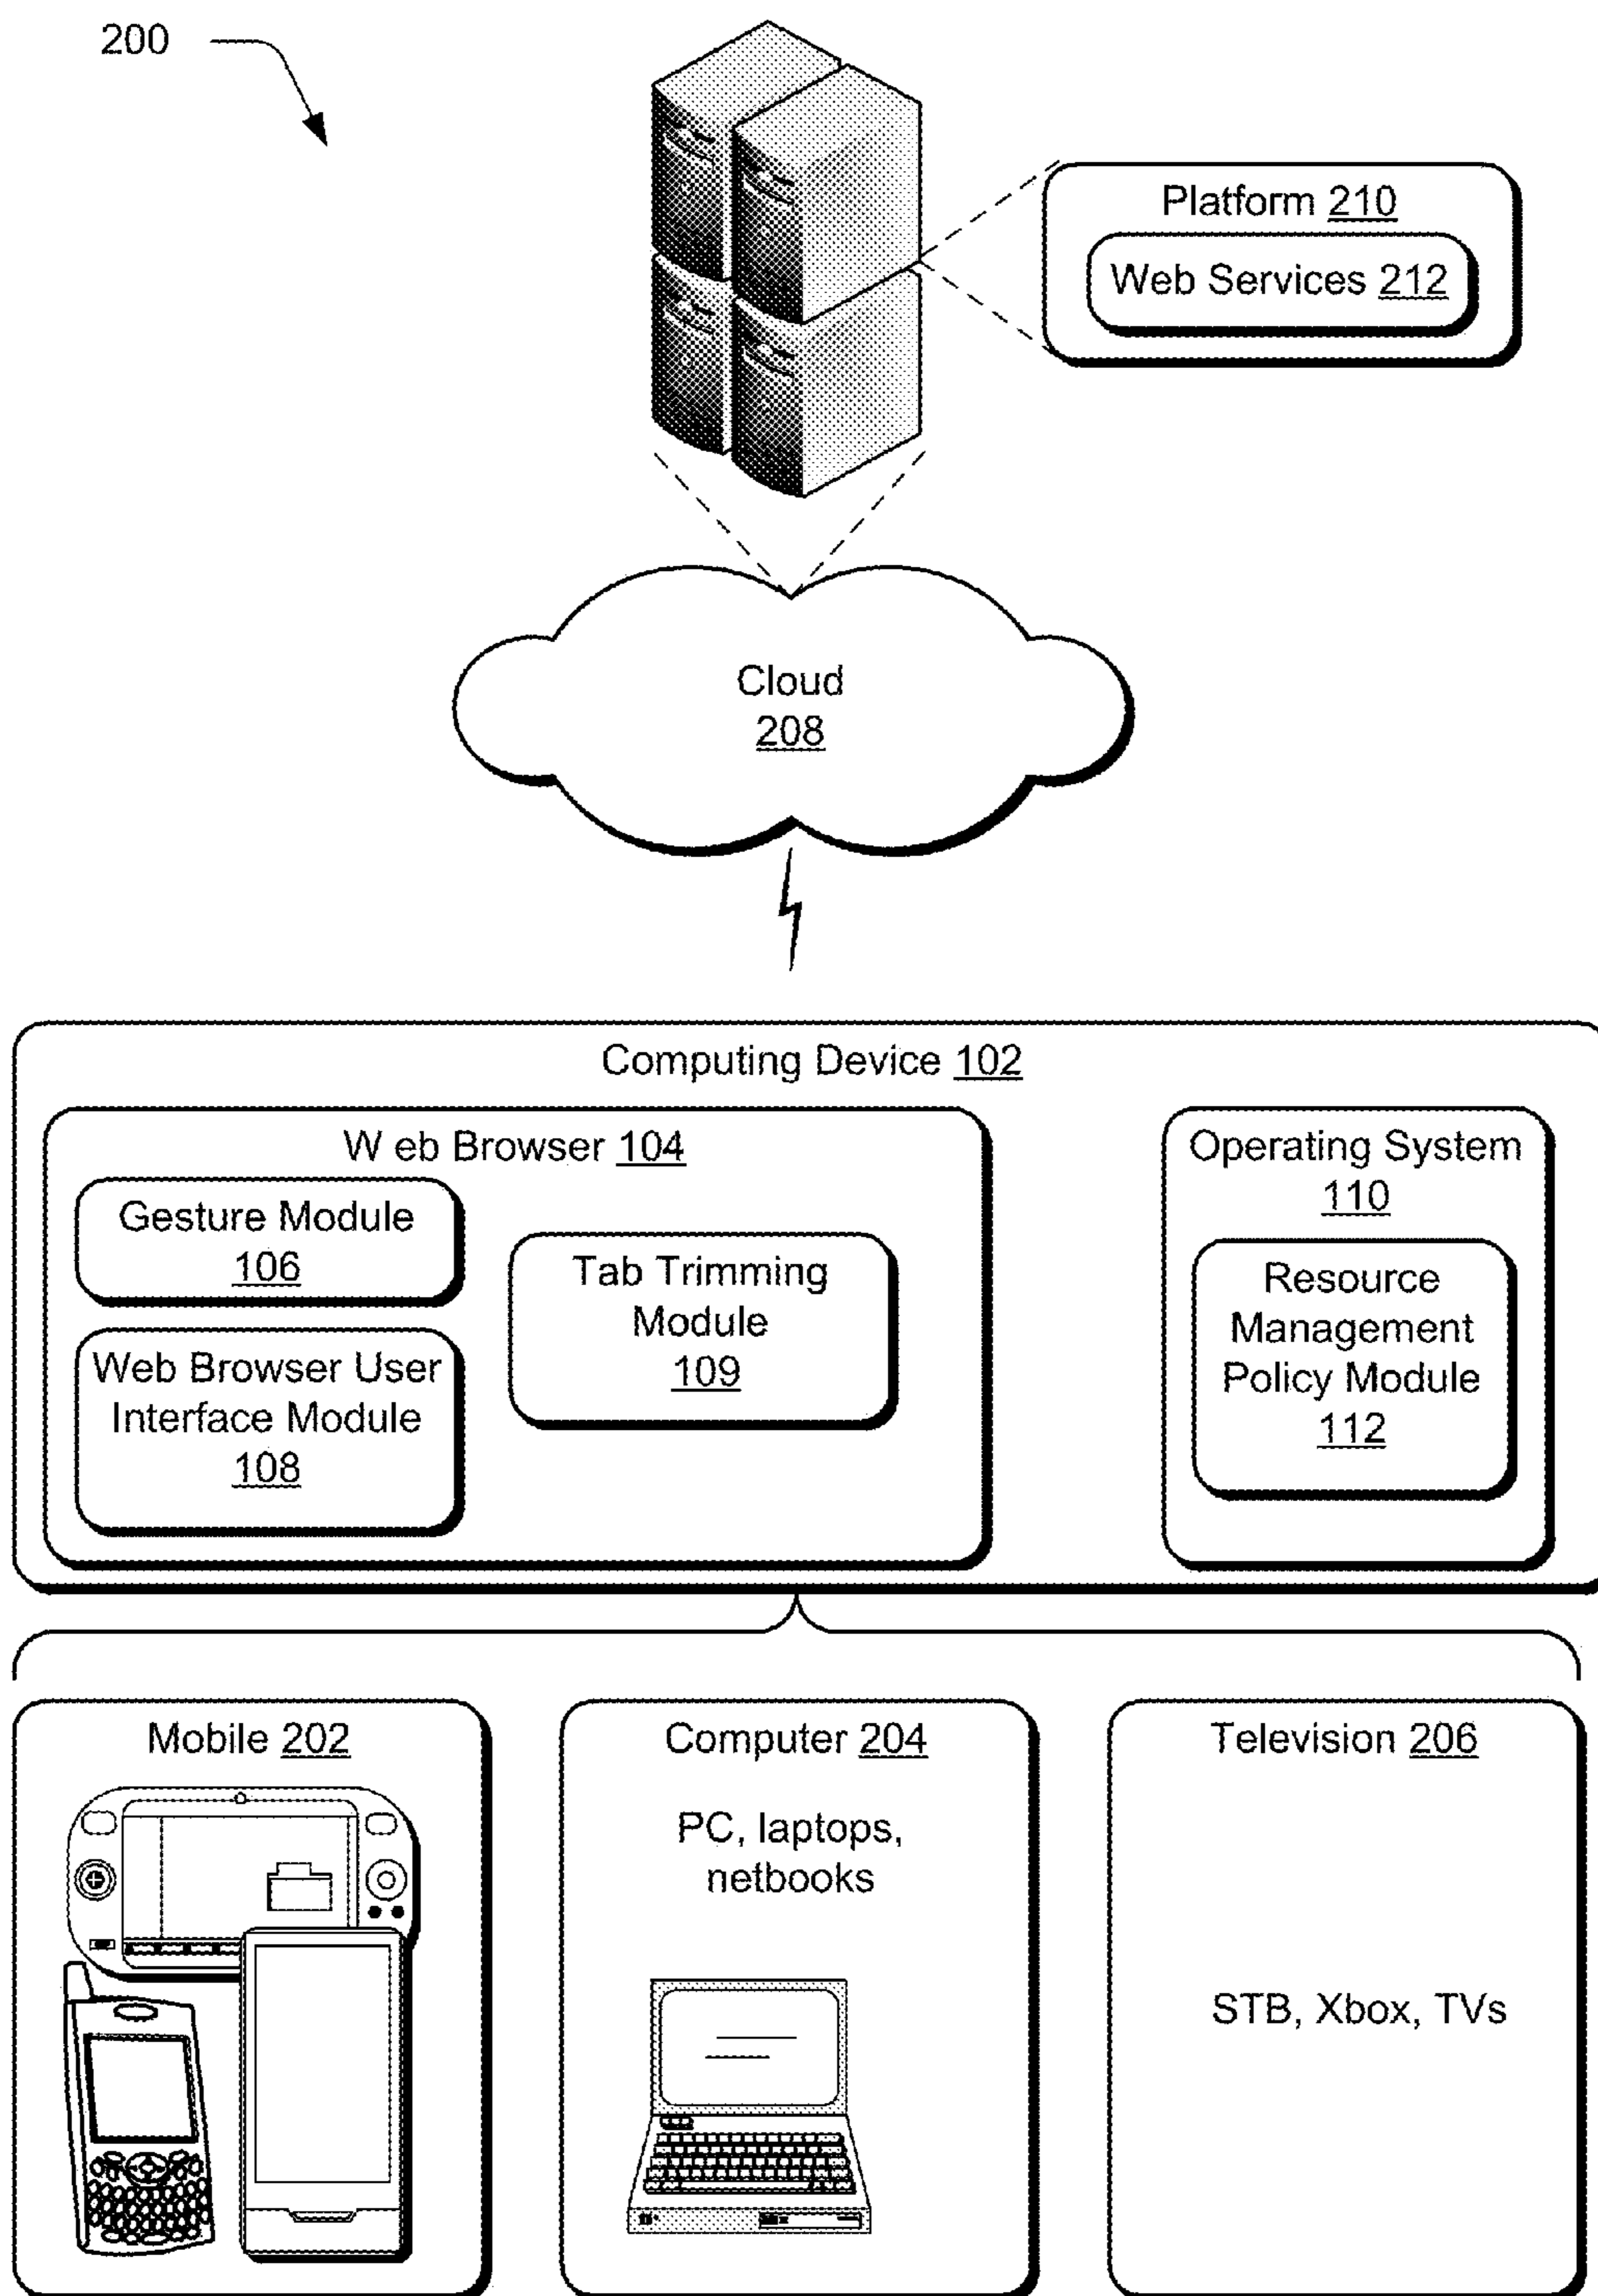 200
Platform 210
Web Services 212
Cloud
208
Computing Device 102
Web Browser 104
Gesture Module
106
Web Browser User
Interface Module
108
Tab Trimming
Module
109
Operating System
110
Resource
Management
Policy Module
112
Mobile 202
Computer 204
PC, laptops,
netbooks
Television 206
STB, Xbox, TVs